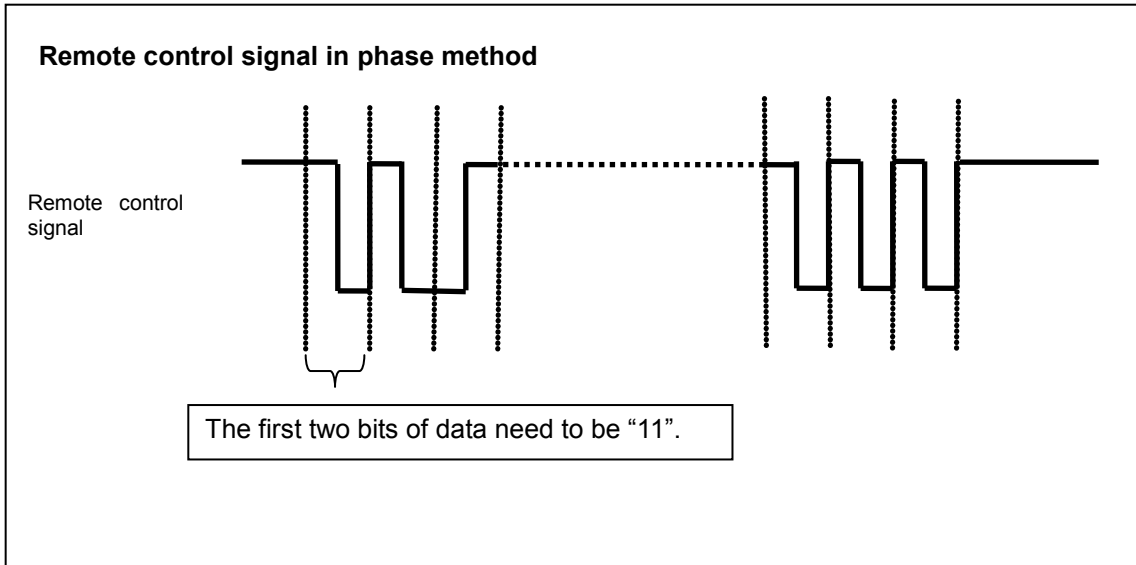 Remote control signal in phase method
Remote control
signal
The first two bits of data need to be “11”.